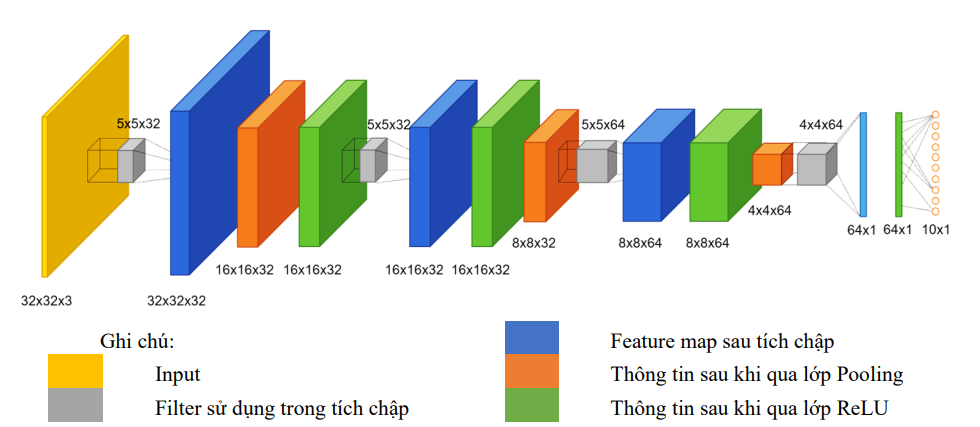 5x5x32
5x5x32
5x5x64
4x4x64
4x4x64
64x1
64x1
10x1
8x8x32
8x8x64
8x8x64
16x16x32
16x16x32
16x16x32
16x16x32
32x32x3
32x32x32
Ghi chú:
Input
Filter sử dụng trong tích chập
Feature map sau tích chập
Thông tin sau khi qua lớp Pooling
Thông tin sau khi qua lớp ReLU